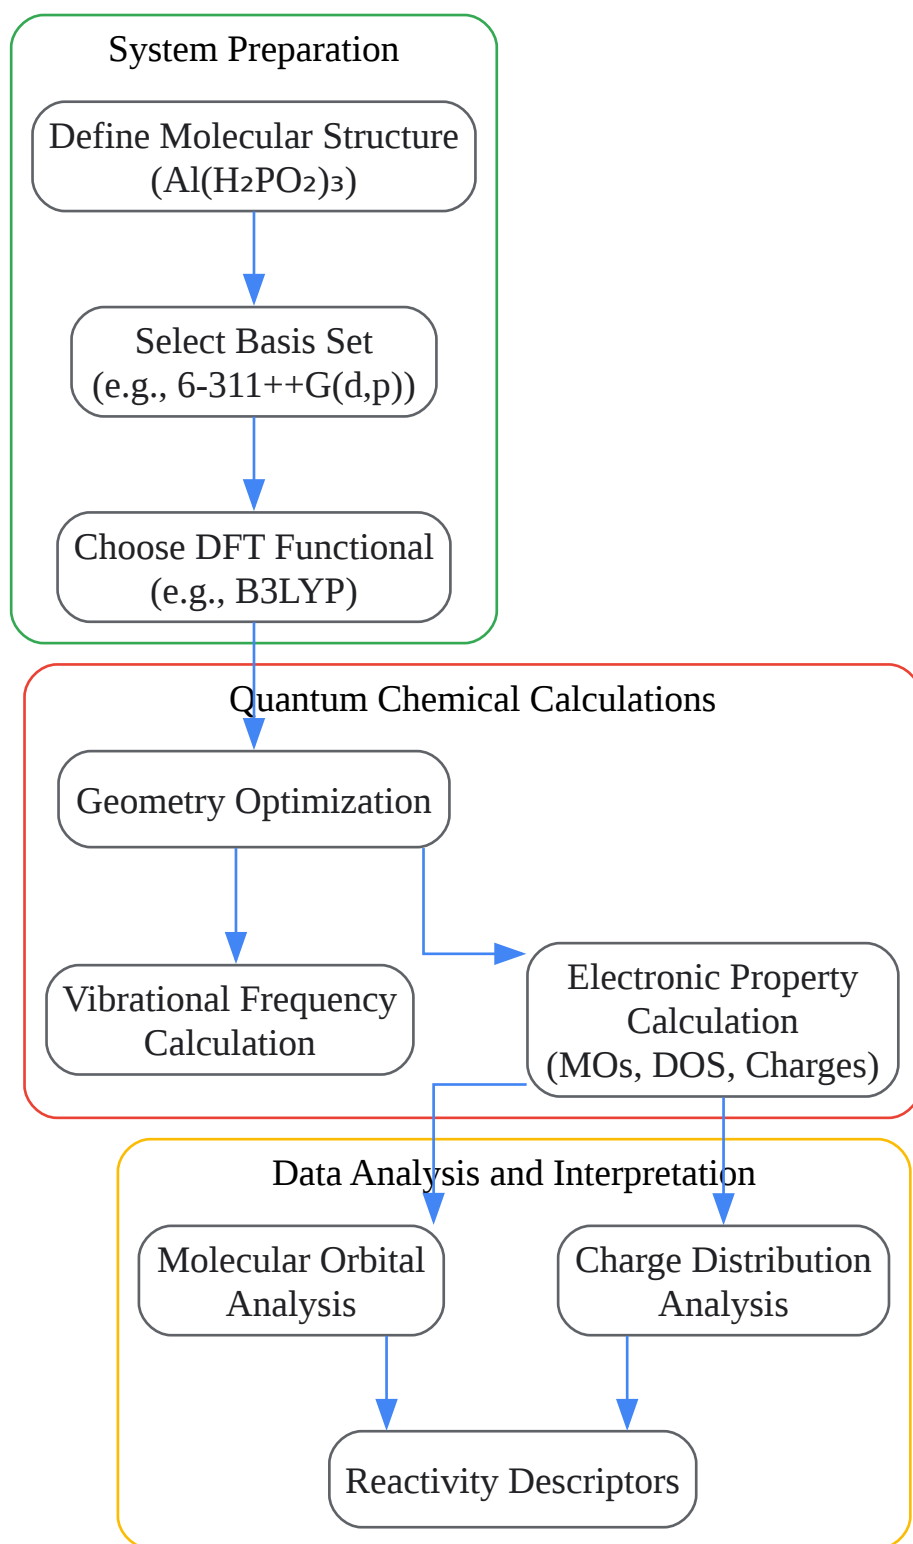 System Preparation
Define Molecular Structure
(Al(H₂PO₂)₃)
Select Basis Set
(e.g., 6-311++G(d,p))
Choose DFT Functional
(e.g., B3LYP)
Quantum Chemical Calculations
Geometry Optimization
Vibrational Frequency
Calculation
Electronic Property
Calculation
(MOs, DOS, Charges)
Data Analysis and Interpretation
Molecular Orbital
Analysis
Charge Distribution
Analysis
Reactivity Descriptors